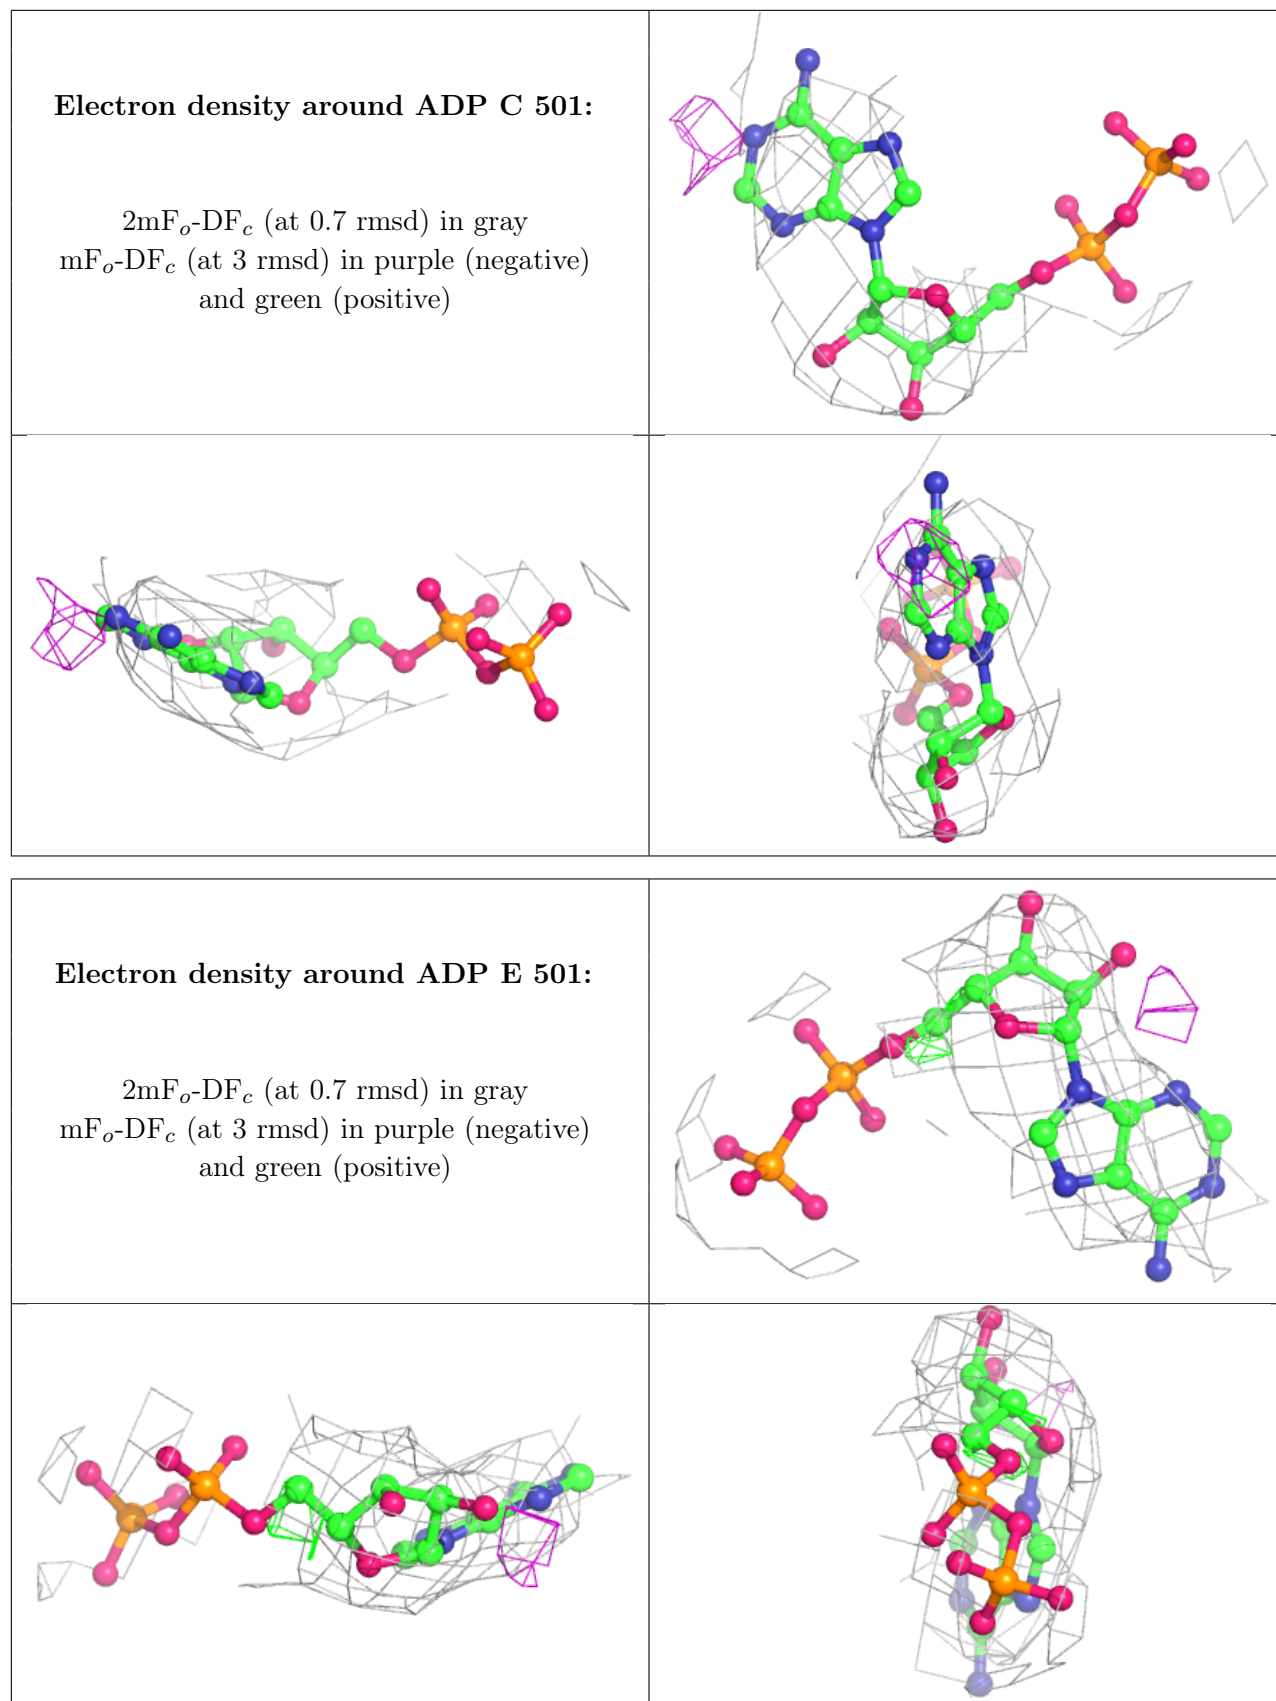 Electron density around ADP C 501:
2mFo-DFc (at 0.7 rmsd) in gray
mFo-DFc (at 3 rmsd) in purple (negative)
and green (positive)
Electron density around ADP E 501:
2mFo-DFc (at 0.7 rmsd) in gray
mFo-DFc (at 3 rmsd) in purple (negative)
and green (positive)